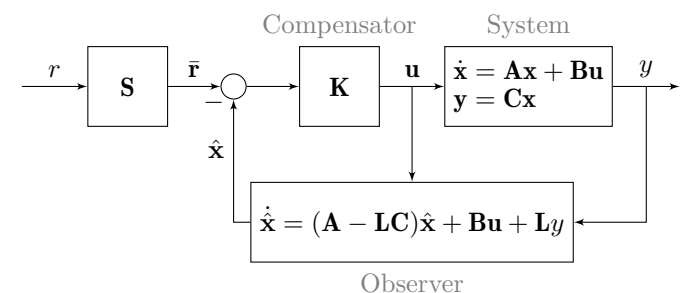 Compensator
System
r
S
r̄
−
K
u
ẋ = Ax + Bu
y = Cx
y
x̂
x̂̇ = (A − LC)x̂ + Bu + Ly
Observer